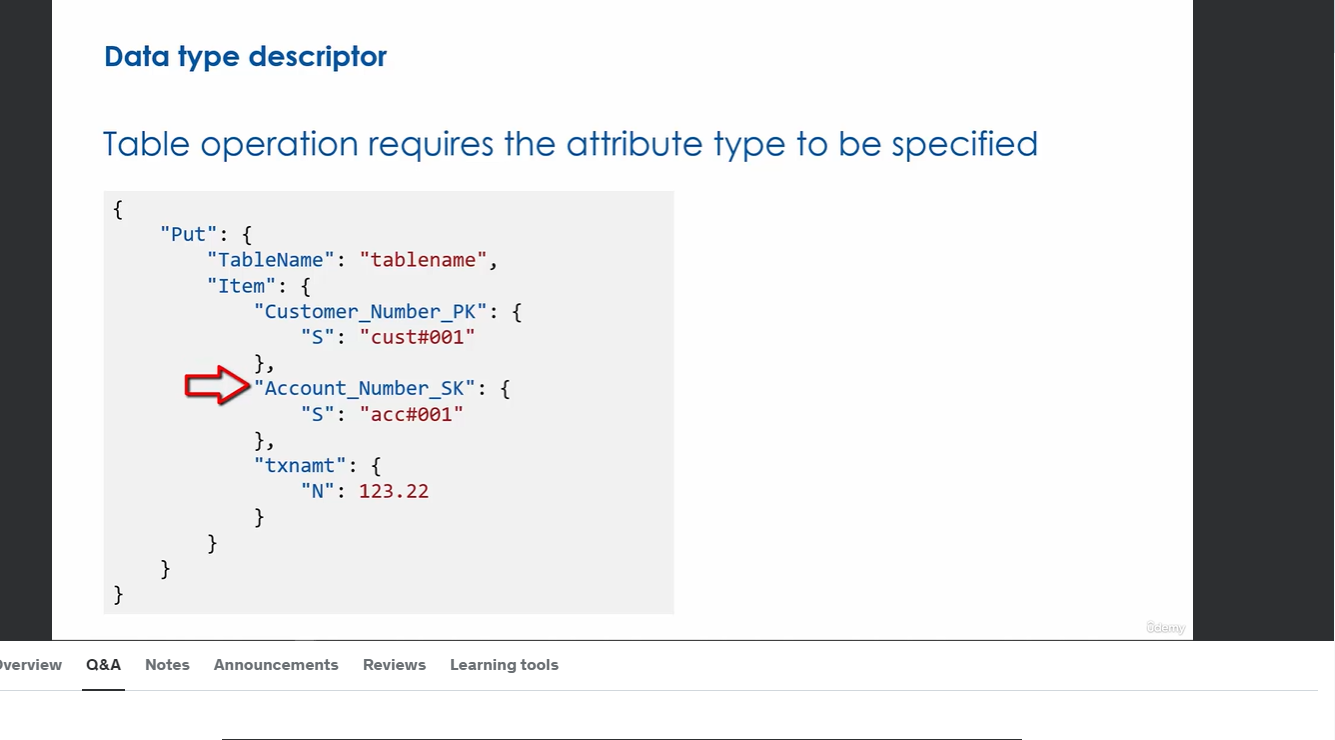 Data type descriptor
Table operation requires the attribute type to be specified
{
"Put": {
"TableName": "tablename",
"Item": {
"Customer_Number_PK": {
"S": "cust#001"
},
"Account_Number_SK": {
"S": "acc#001"
},
"txnamt": {
"N": 123.22
}
}
}
}
ûdemy
Overview Q&A Notes Announcements Reviews Learning tools